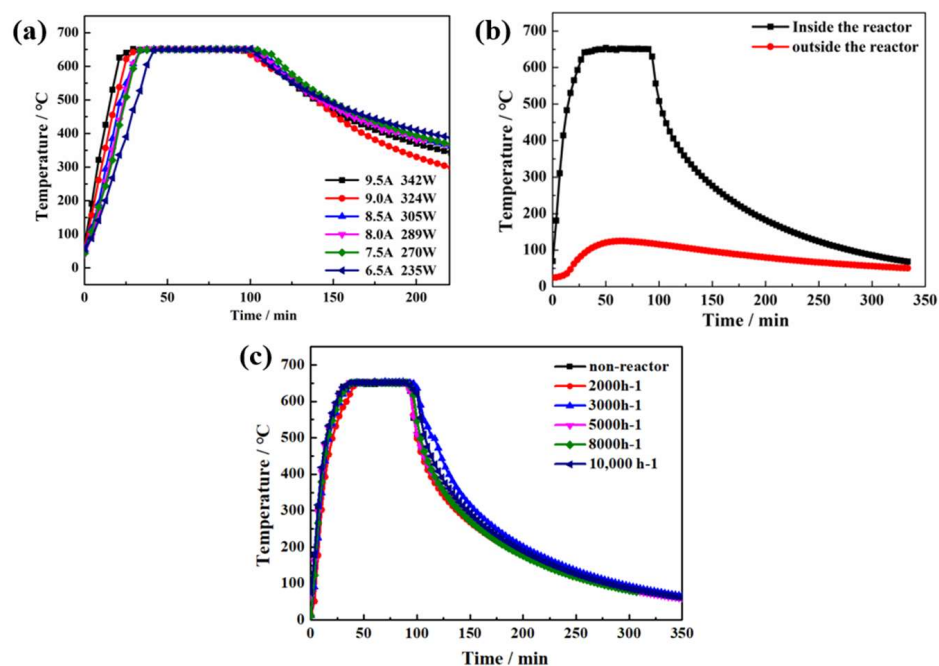 (a)
700
600
500
400
300
200
100
0
Temperature / °C
9.5A 342W
9.0A 324W
8.5A 305W
8.0A 289W
7.5A 270W
6.5A 235W
0 50 100 150 200
Time / min
(b)
700
600
500
400
300
200
100
0
Temperature / °C
Inside the reactor
outside the reactor
0 50 100 150 200 250 300 350
Time / min
(c)
700
600
500
400
300
200
100
0
Temperature / °C
non-reactor
2000h-1
3000h-1
5000h-1
8000h-1
10,000 h-1
0 50 100 150 200 250 300 350
Time / min